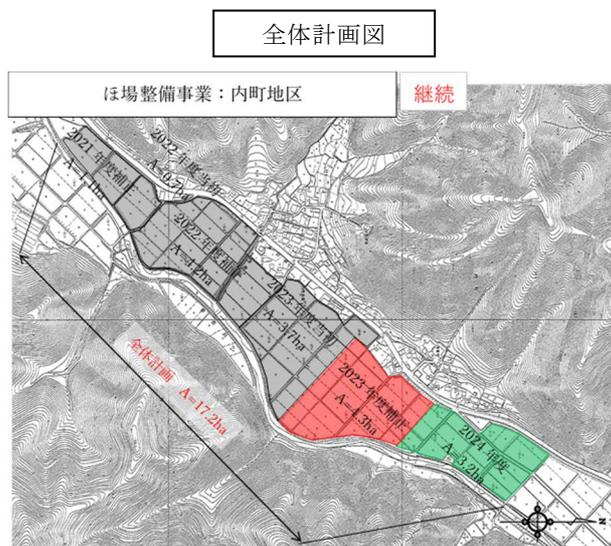 全体計画図
ほ場整備事業：内町地区
継続
2021年度補正
A=1.1ha
2022年度当初
A=0.7ha
2022年度補正
A=4.2ha
2023年度当初
A=3.7ha
2023年度補正
A=4.3ha
2024年度
A=3.2ha
全体計画 A=17.2ha
N